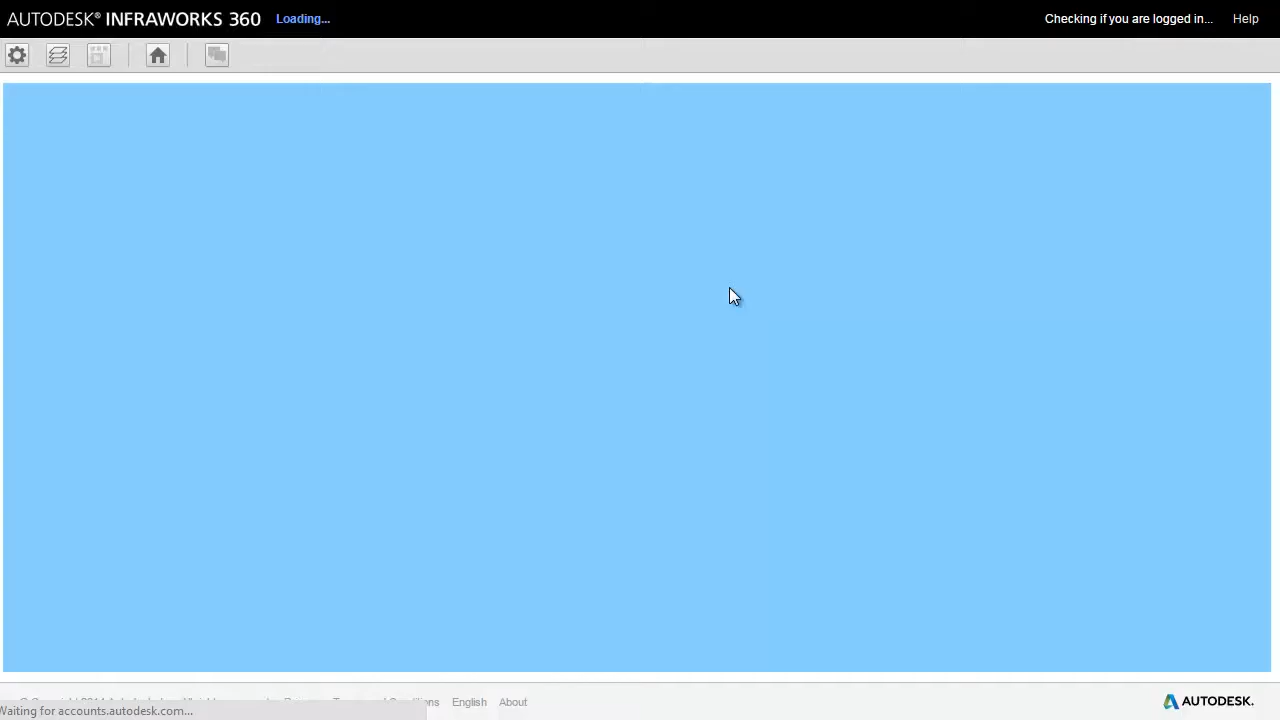 AUTODESK® INFRAWORKS 360 Loading... Checking if you are logged in... Help
English About
AUTODESK.
Waiting for accounts.autodesk.com...